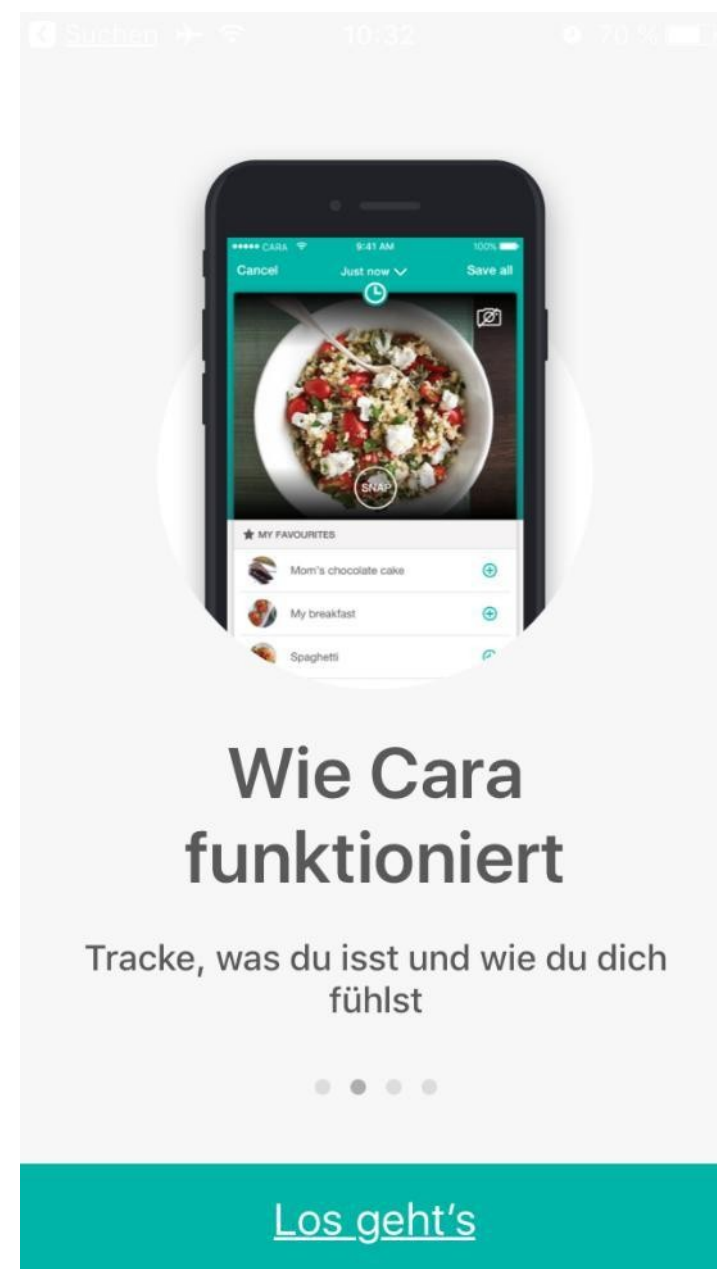 Suchen 10:32 70 %
CARA 9:41 AM 100%
Cancel Just now Save all
SNAP
MY FAVOURITES
Mom's chocolate cake
My breakfast
Spaghetti
Wie Cara
funktioniert
Tracke, was du isst und wie du dich
fühlst
Los geht's